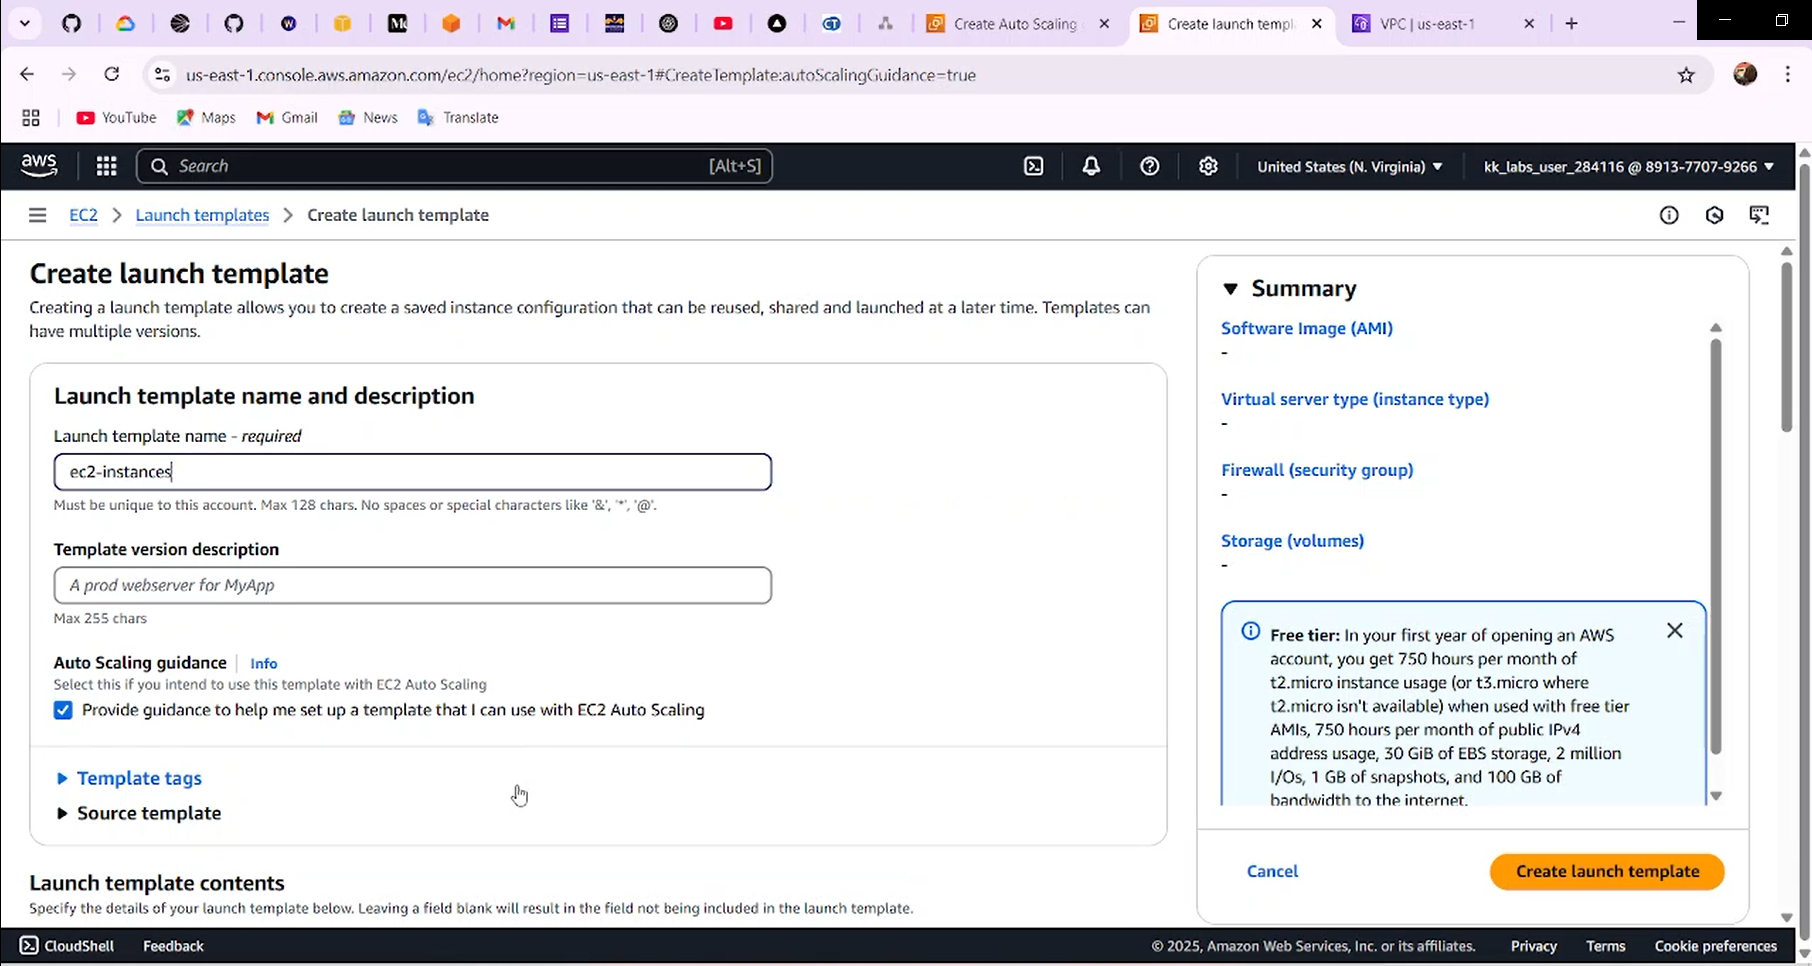 Create Auto Scaling
Create launch templ
VPC | us-east-1
us-east-1.console.aws.amazon.com/ec2/home?region=us-east-1#CreateTemplate:autoScalingGuidance=true
YouTube
Maps
Gmail
News
Translate
aws
Search
[Alt+S]
United States (N. Virginia)
kk_labs_user_284116 @ 8913-7707-9266
EC2
Launch templates
Create launch template
Create launch template
Creating a launch template allows you to create a saved instance configuration that can be reused, shared and launched at a later time. Templates can
have multiple versions.
Launch template name and description
Launch template name - required
ec2-instances
Must be unique to this account. Max 128 chars. No spaces or special characters like '&', '*', '@'.
Template version description
A prod webserver for MyApp
Max 255 chars
Auto Scaling guidance
Info
Select this if you intend to use this template with EC2 Auto Scaling
Provide guidance to help me set up a template that I can use with EC2 Auto Scaling
Template tags
Source template
Launch template contents
Specify the details of your launch template below. Leaving a field blank will result in the field not being included in the launch template.
Summary
Software Image (AMI)
-
Virtual server type (instance type)
-
Firewall (security group)
-
Storage (volumes)
-
Free tier: In your first year of opening an AWS
account, you get 750 hours per month of
t2.micro instance usage (or t3.micro where
t2.micro isn't available) when used with free tier
AMIs, 750 hours per month of public IPv4
address usage, 30 GiB of EBS storage, 2 million
I/Os, 1 GB of snapshots, and 100 GB of
bandwidth to the internet.
Cancel
Create launch template
CloudShell
Feedback
© 2025, Amazon Web Services, Inc. or its affiliates.
Privacy
Terms
Cookie preferences